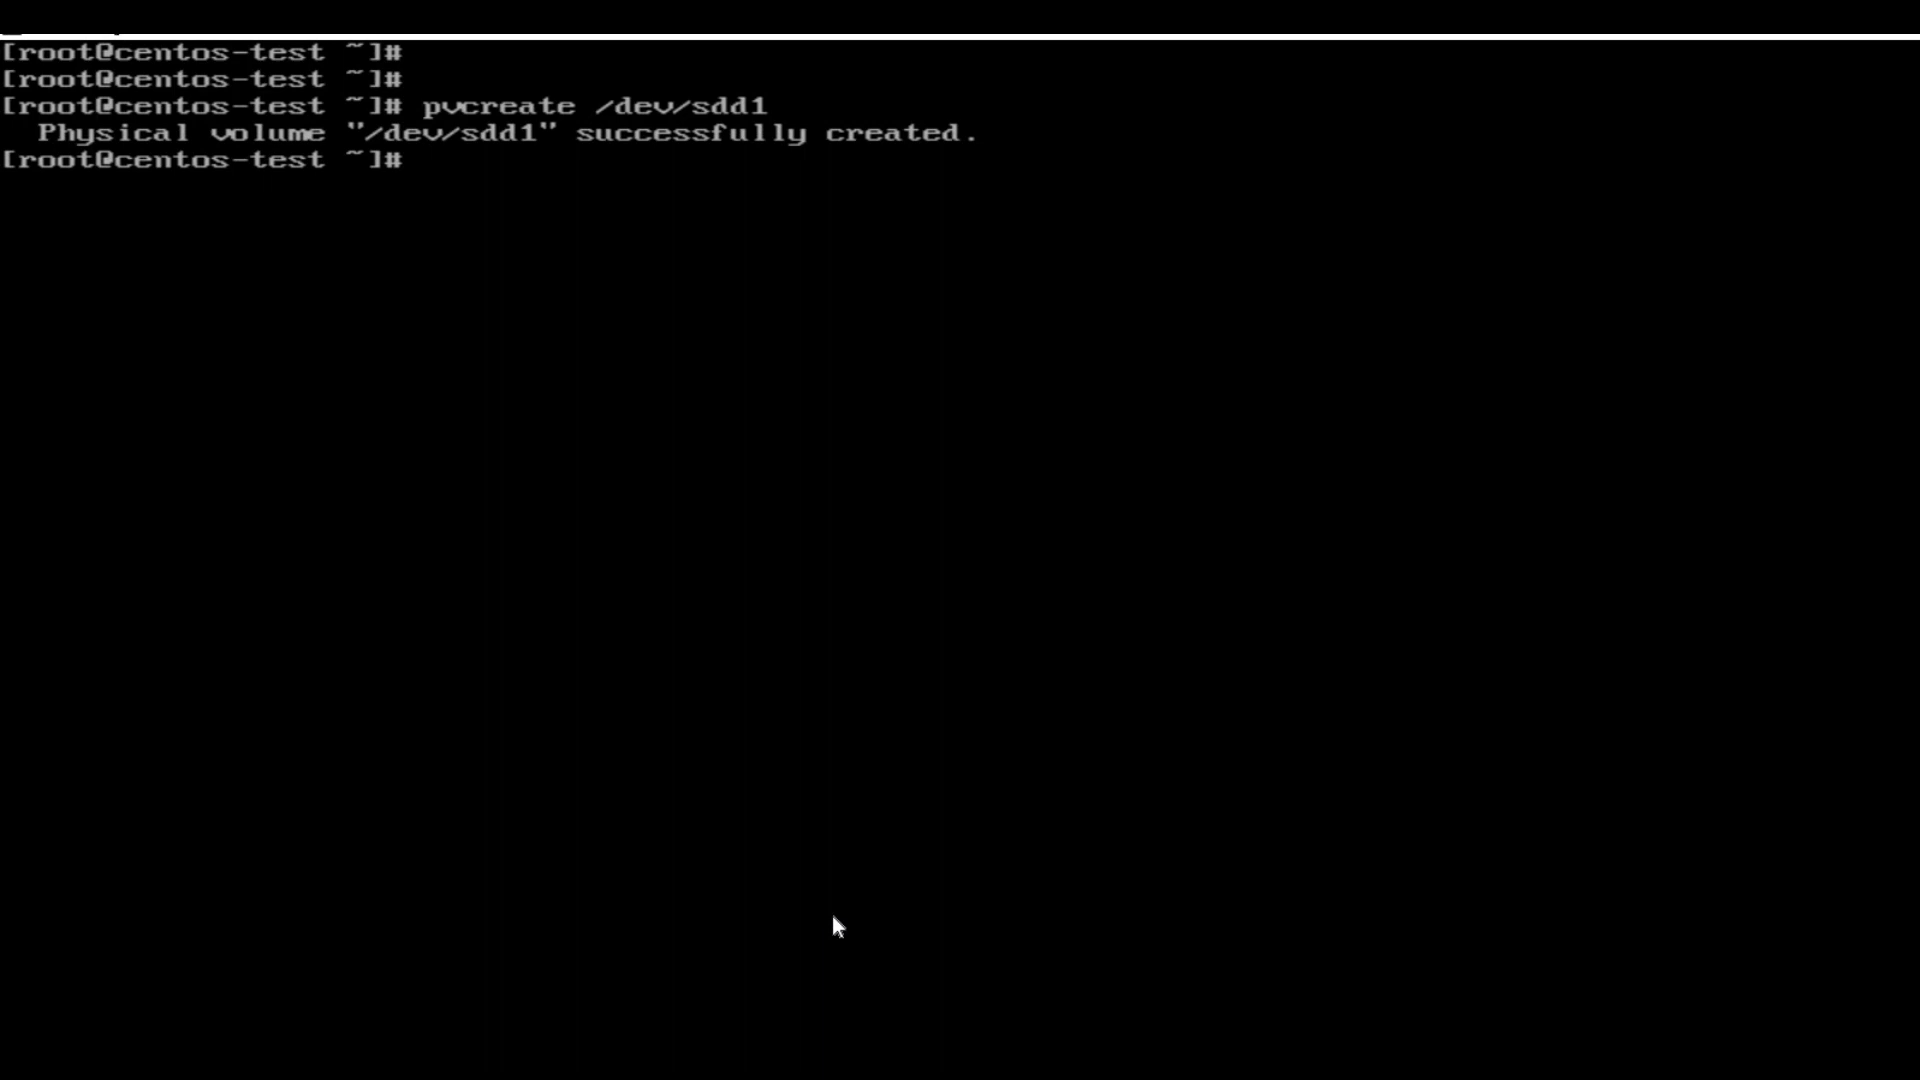 [root@centos-test ~]#
[root@centos-test ~]#
[root@centos-test ~]# pvcreate /dev/sdd1
  Physical volume "/dev/sdd1" successfully created.
[root@centos-test ~]#